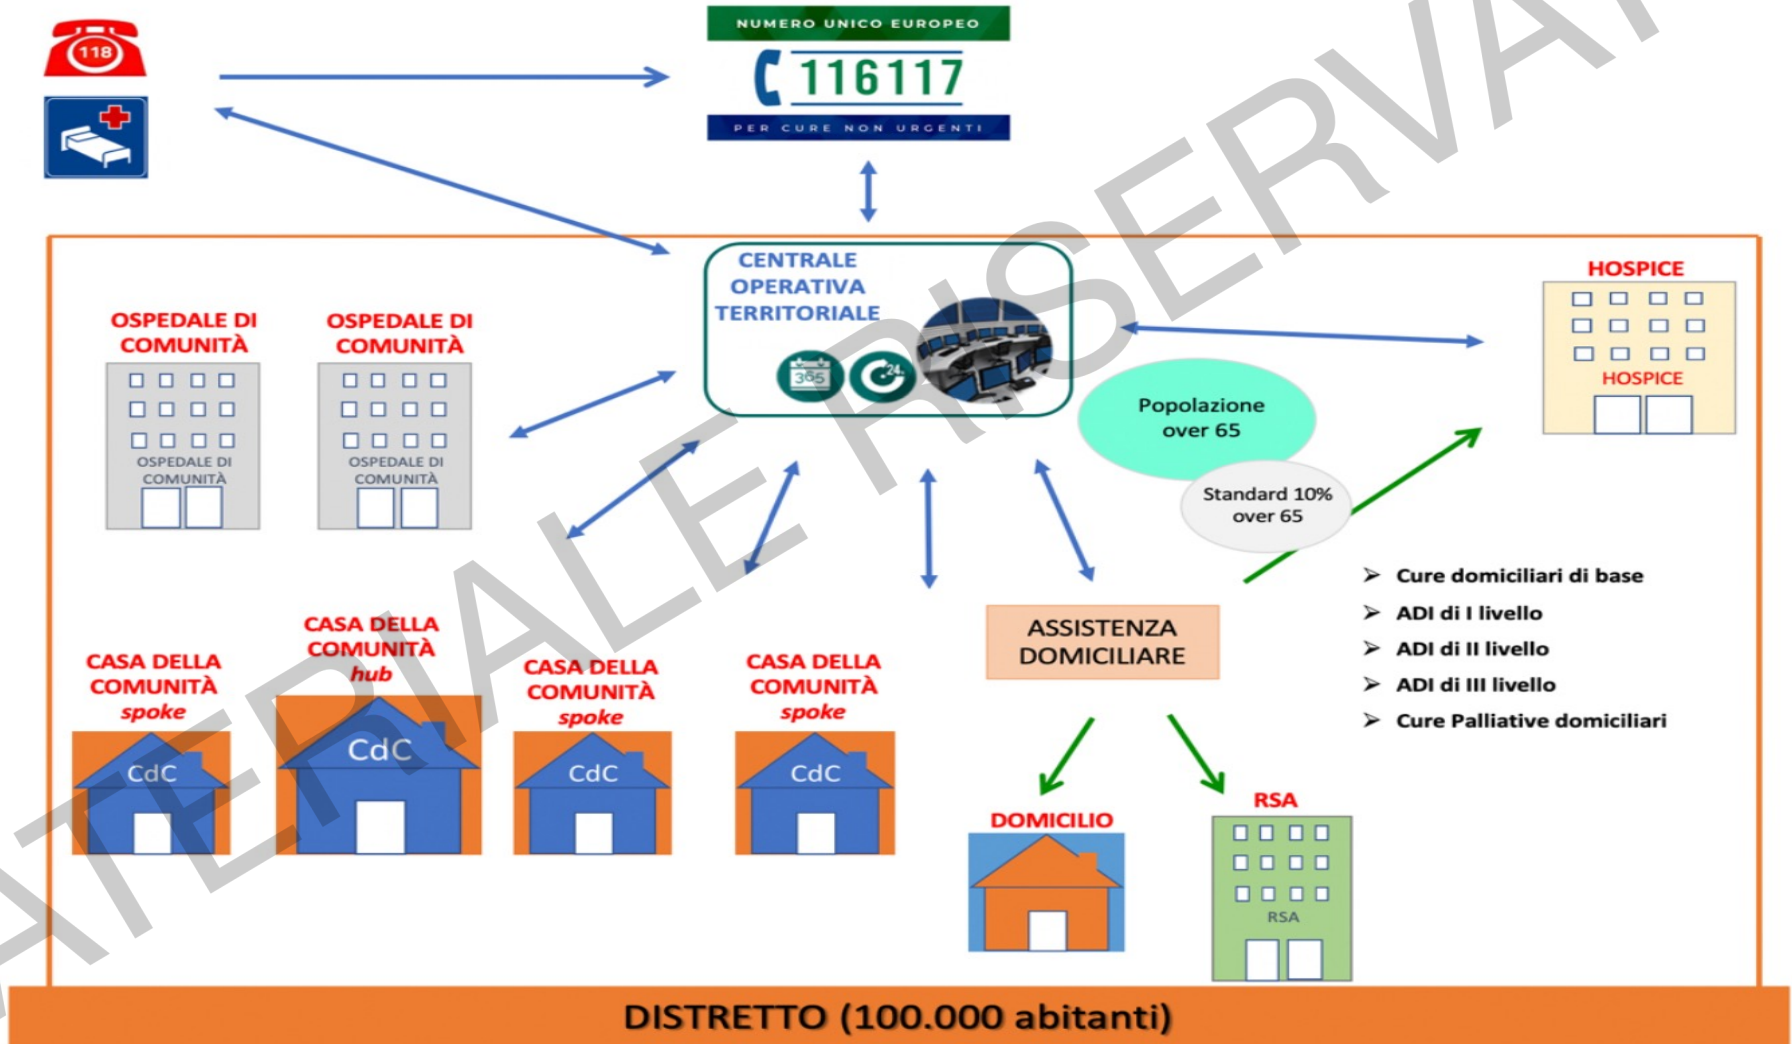 118
NUMERO UNICO EUROPEO
116117
PER CURE NON URGENTI
CENTRALE
OPERATIVA
TERRITORIALE
365
24
HOSPICE
HOSPICE
OSPEDALE DI
COMUNITÀ
OSPEDALE DI
COMUNITÀ
OSPEDALE DI
COMUNITÀ
OSPEDALE DI
COMUNITÀ
Popolazione
over 65
Standard 10%
over 65
➤ Cure domiciliari di base
➤ ADI di I livello
➤ ADI di II livello
➤ ADI di III livello
➤ Cure Palliative domiciliari
ASSISTENZA
DOMICILIARE
CASA DELLA
COMUNITÀ
spoke
CdC
CASA DELLA
COMUNITÀ
hub
CdC
CASA DELLA
COMUNITÀ
spoke
CdC
CASA DELLA
COMUNITÀ
spoke
CdC
DOMICILIO
RSA
RSA
DISTRETTO (100.000 abitanti)
MATERIALE RISERVAT